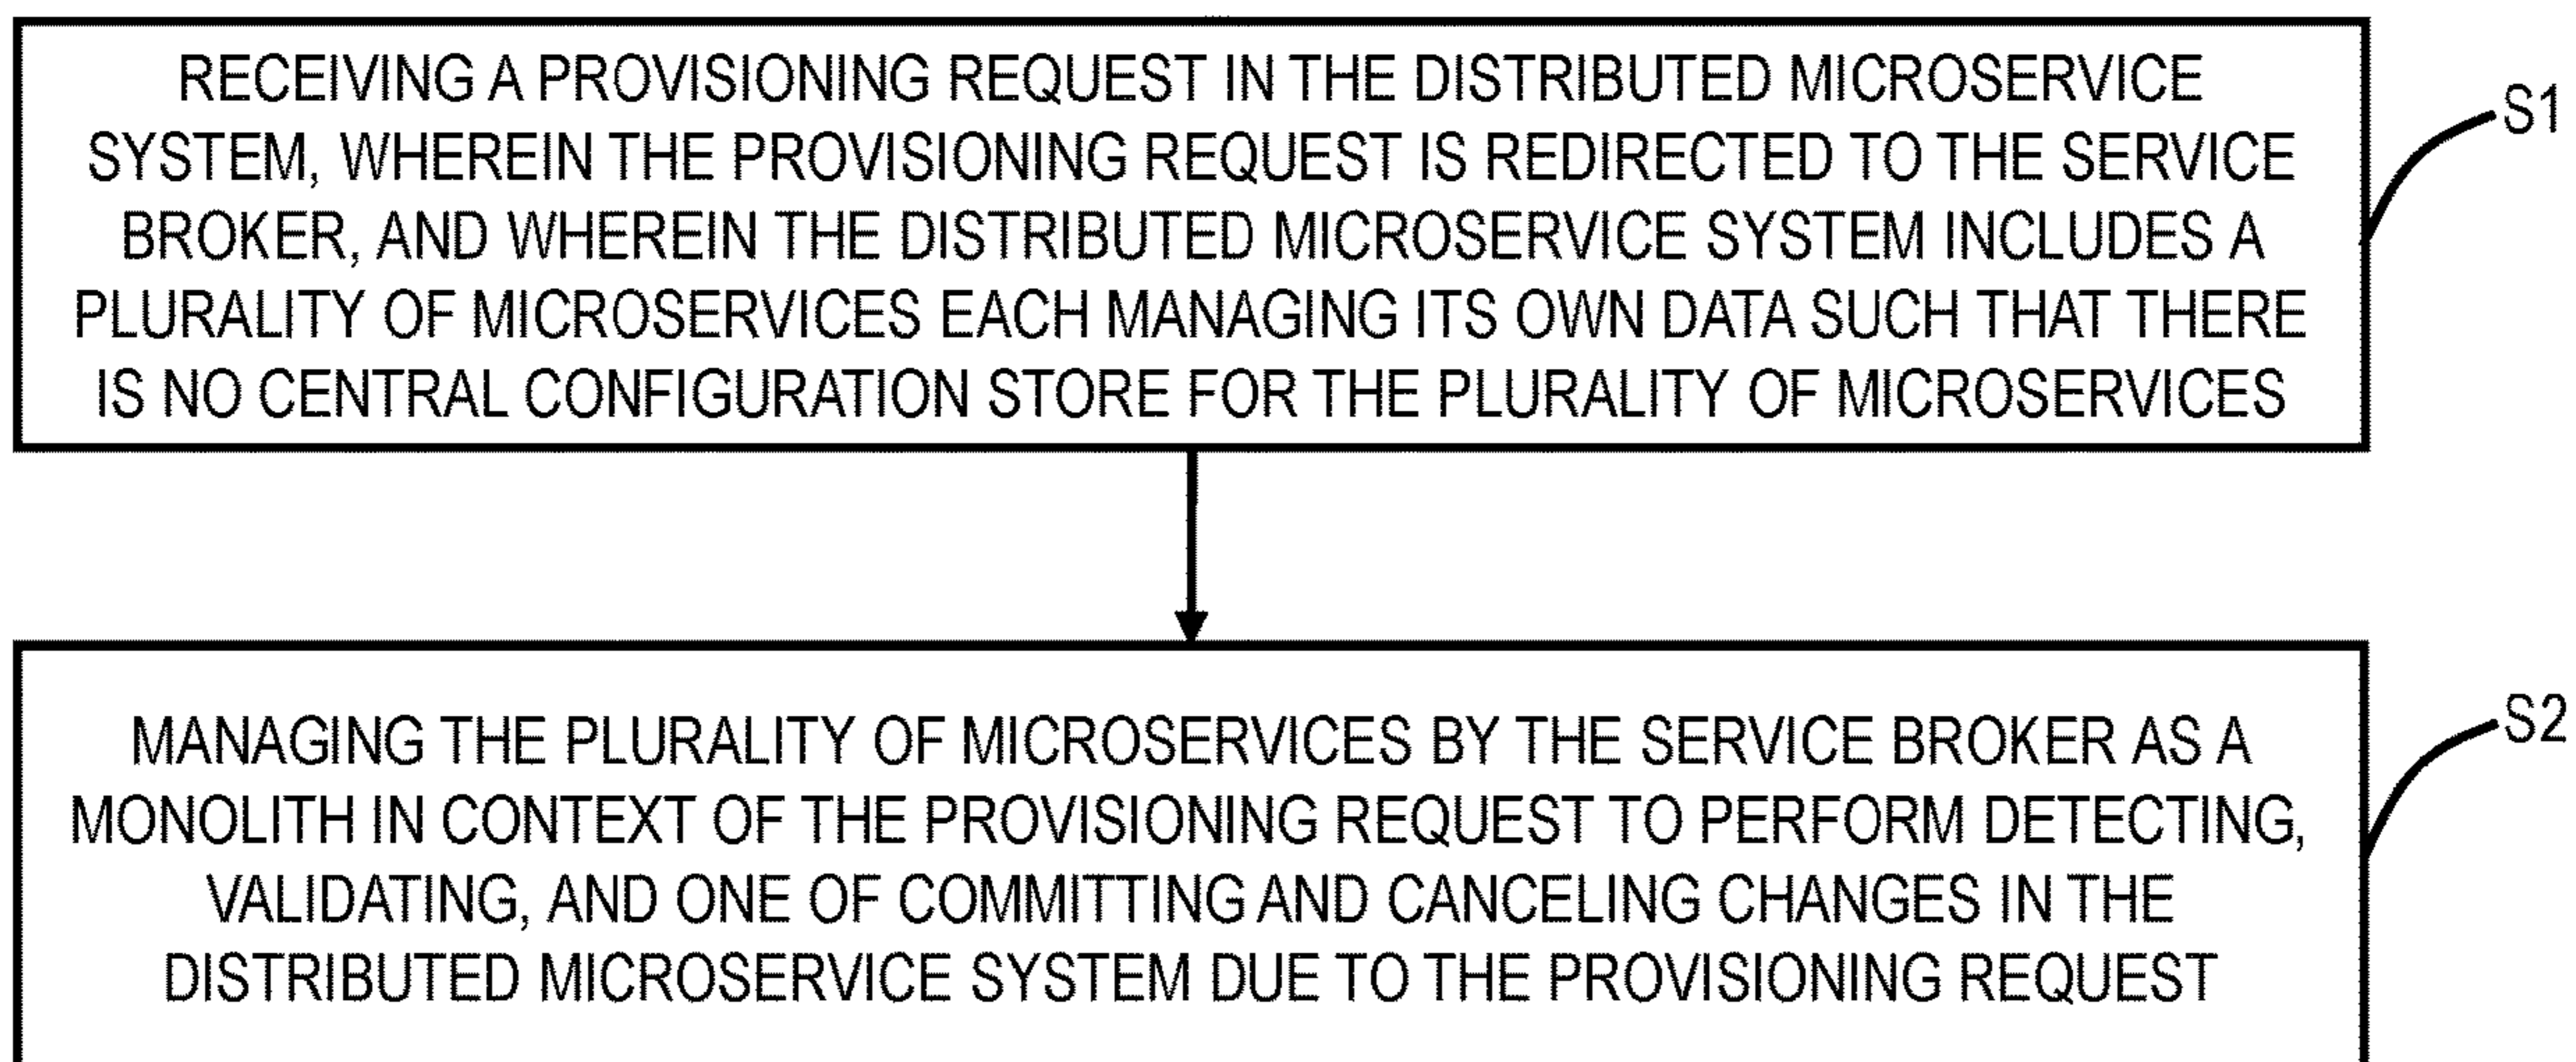 RECEIVING A PROVISIONING REQUEST IN THE DISTRIBUTED MICROSERVICE
SYSTEM, WHEREIN THE PROVISIONING REQUEST IS REDIRECTED TO THE SERVICE
BROKER, AND WHEREIN THE DISTRIBUTED MICROSERVICE SYSTEM INCLUDES A
PLURALITY OF MICROSERVICES EACH MANAGING ITS OWN DATA SUCH THAT THERE
IS NO CENTRAL CONFIGURATION STORE FOR THE PLURALITY OF MICROSERVICES
S1
MANAGING THE PLURALITY OF MICROSERVICES BY THE SERVICE BROKER AS A
MONOLITH IN CONTEXT OF THE PROVISIONING REQUEST TO PERFORM DETECTING,
VALIDATING, AND ONE OF COMMITTING AND CANCELING CHANGES IN THE
DISTRIBUTED MICROSERVICE SYSTEM DUE TO THE PROVISIONING REQUEST
S2